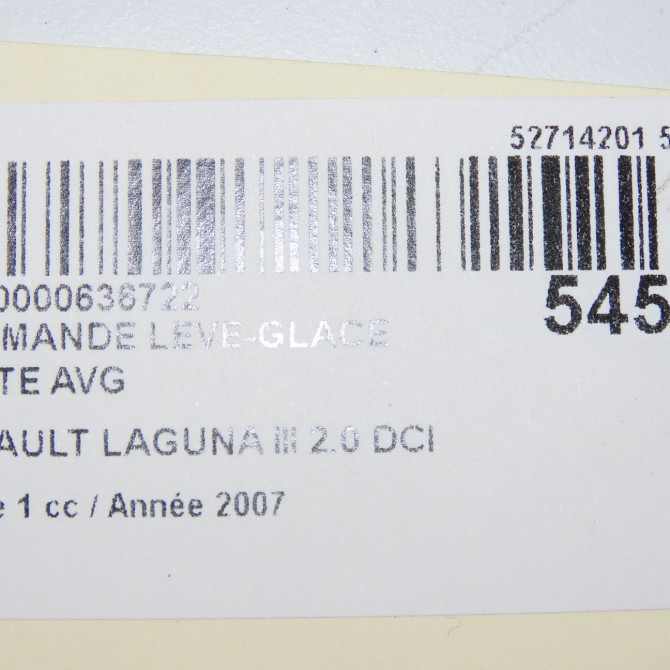 52714201 5
0000636722
545
MANDE LEVE-GLACE
TE AVG
AULT LAGUNA III 2.0 DCI
e 1 cc / Année 2007